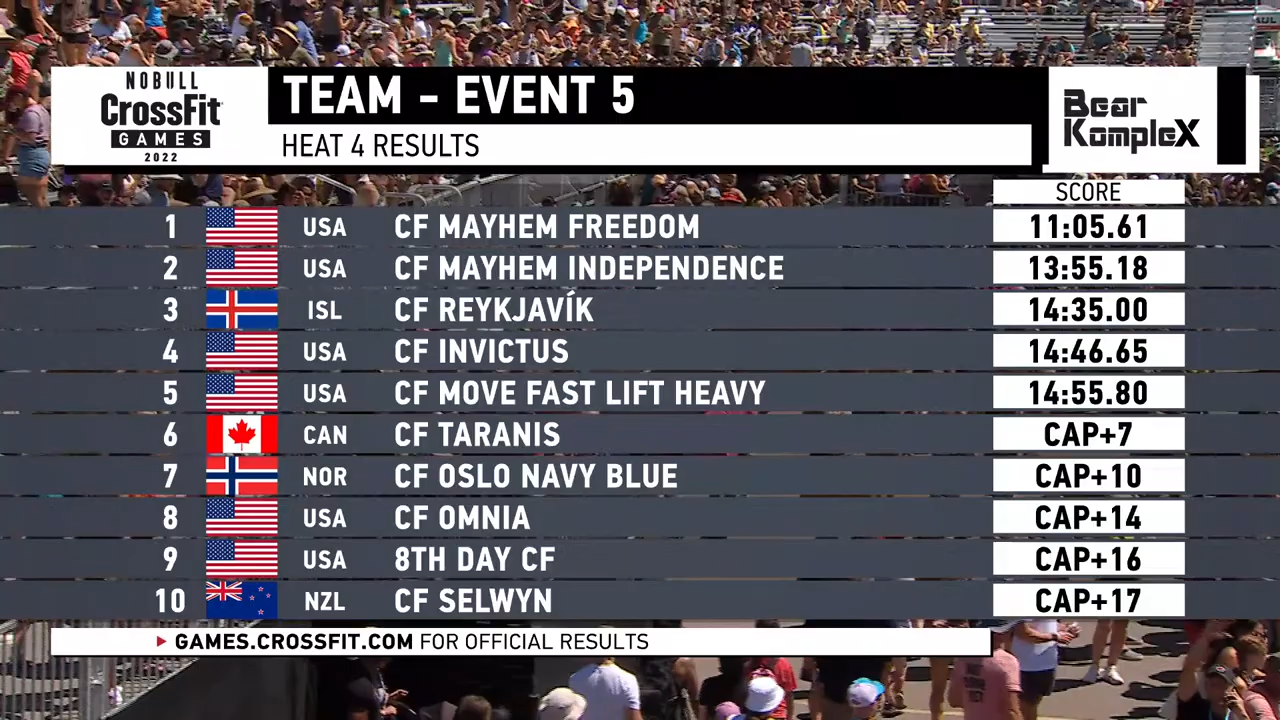 NOBULL
CrossFit
GAMES
2022
TEAM - EVENT 5
HEAT 4 RESULTS
Bear
KompleX
SCORE
1 USA CF MAYHEM FREEDOM 11:05.61
2 USA CF MAYHEM INDEPENDENCE 13:55.18
3 ISL CF REYKJAVÍK 14:35.00
4 USA CF INVICTUS 14:46.65
5 USA CF MOVE FAST LIFT HEAVY 14:55.80
6 CAN CF TARANIS CAP+7
7 NOR CF OSLO NAVY BLUE CAP+10
8 USA CF OMNIA CAP+14
9 USA 8TH DAY CF CAP+16
10 NZL CF SELWYN CAP+17
GAMES.CROSSFIT.COM FOR OFFICIAL RESULTS